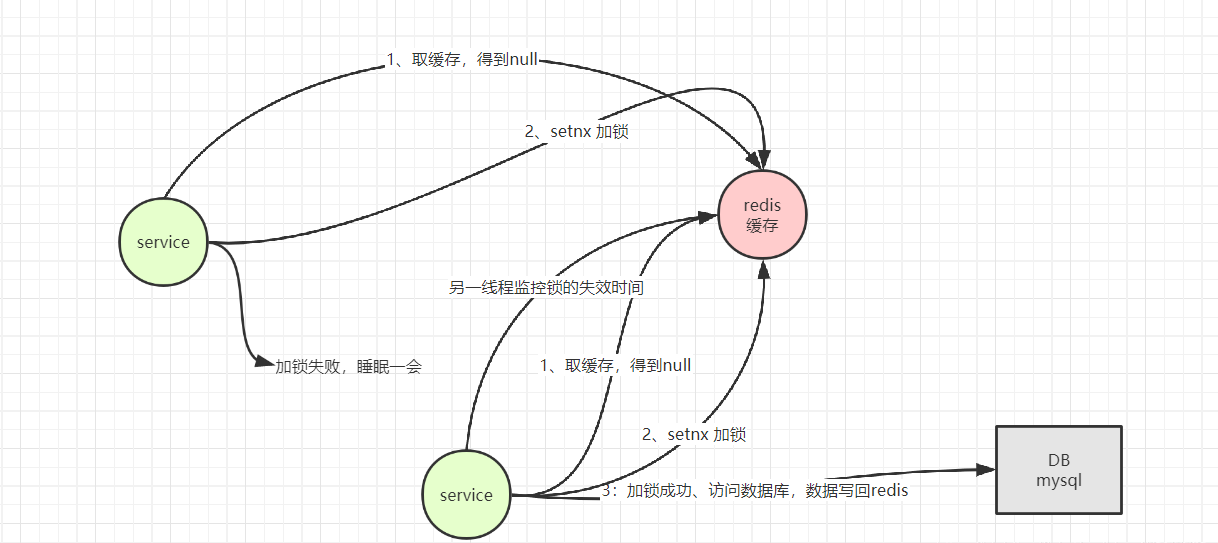 1、取缓存，得到null
2、setnx 加锁
redis
缓存
service
另一线程监控锁的失效时间
加锁失败，睡眠一会
1、取缓存，得到null
2、setnx 加锁
DB
mysql
service
3：加锁成功、访问数据库，数据写回redis